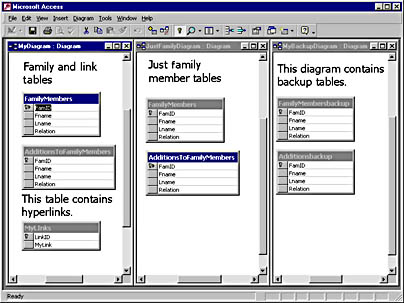 Microsoft Access
File Edit View Insert Diagram Tools Window Help
MyDiagram : Diagram
Family and link
tables
FamilyMembers
FamID
Fname
Lname
Relation
AdditionsToFamilyMembers
FamID
Fname
Lname
Relation
This table contains
hyperlinks.
MyLinks
LinkID
MyLink
JustFamilyDiagram : Diagram
Just family
member tables
FamilyMembers
FamID
Fname
Lname
Relation
AdditionsToFamilyMembers
FamID
Fname
Lname
Relation
MyBackupDiagram : Diagram
This diagram contains
backup tables.
FamilyMembersbackup
FamID
Fname
Lname
Relation
Additionsbackup
FamID
Fname
Lname
Relation
Ready